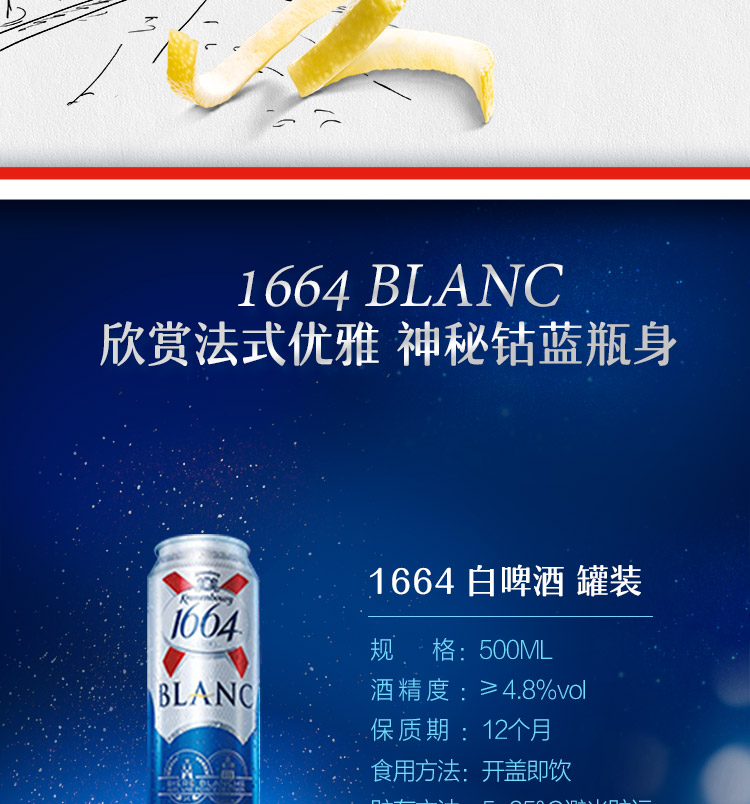 1664 BLANC
欣赏法式优雅 神秘钴蓝瓶身
Kronenbourg
1664
BLANC
1664 白啤酒 罐装
规 格：500ML
酒精度：≥4.8%vol
保质期：12个月
食用方法：开盖即饮